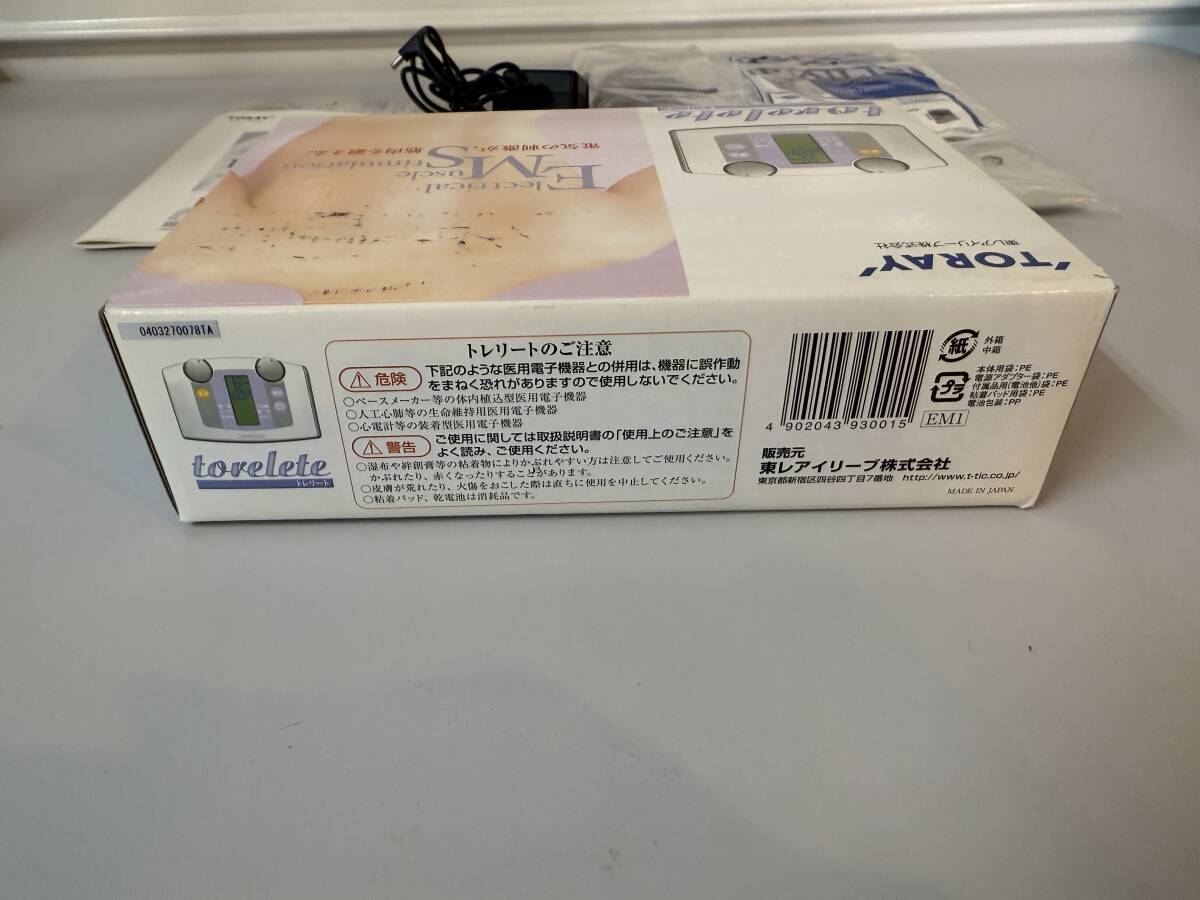 TORAY
torelete
電気の刺激が、筋肉を鍛える。
Electrical
Muscle
Stimulation
'TORAY'
東レアイリーブ株式会社
0403270078TA
torelete
トレリート
トレリートのご注意
危険
下記のような医用電子機器との併用は、機器に誤作動
をまねく恐れがありますので使用しないでください。
○ペースメーカー等の体内植込型医用電子機器
○人工心肺等の生命維持用医用電子機器
○心電計等の装着型医用電子機器
警告
ご使用に関しては取扱説明書の「使用上のご注意」を
よく読み、ご使用ください。
○湿布や絆創膏等の粘着物によりかぶれやすい方は注意してご使用ください。
かぶれたり、赤くなったりすることがあります。
○皮膚が荒れたり、火傷をおこした際は直ちに使用を中止してください。
○粘着パッド、乾電池は消耗品です。
4 902043 930015
紙
外箱
中箱
プラ
本体用袋:PE
電源アダプター袋:PE
付属品用(電池他)袋:PE
粘着パッド用袋:PE
電池包装:PP
EM1
販売元
東レアイリーブ株式会社
東京都新宿区四谷四丁目7番地 http://www.t-tic.co.jp/
MADE IN JAPAN